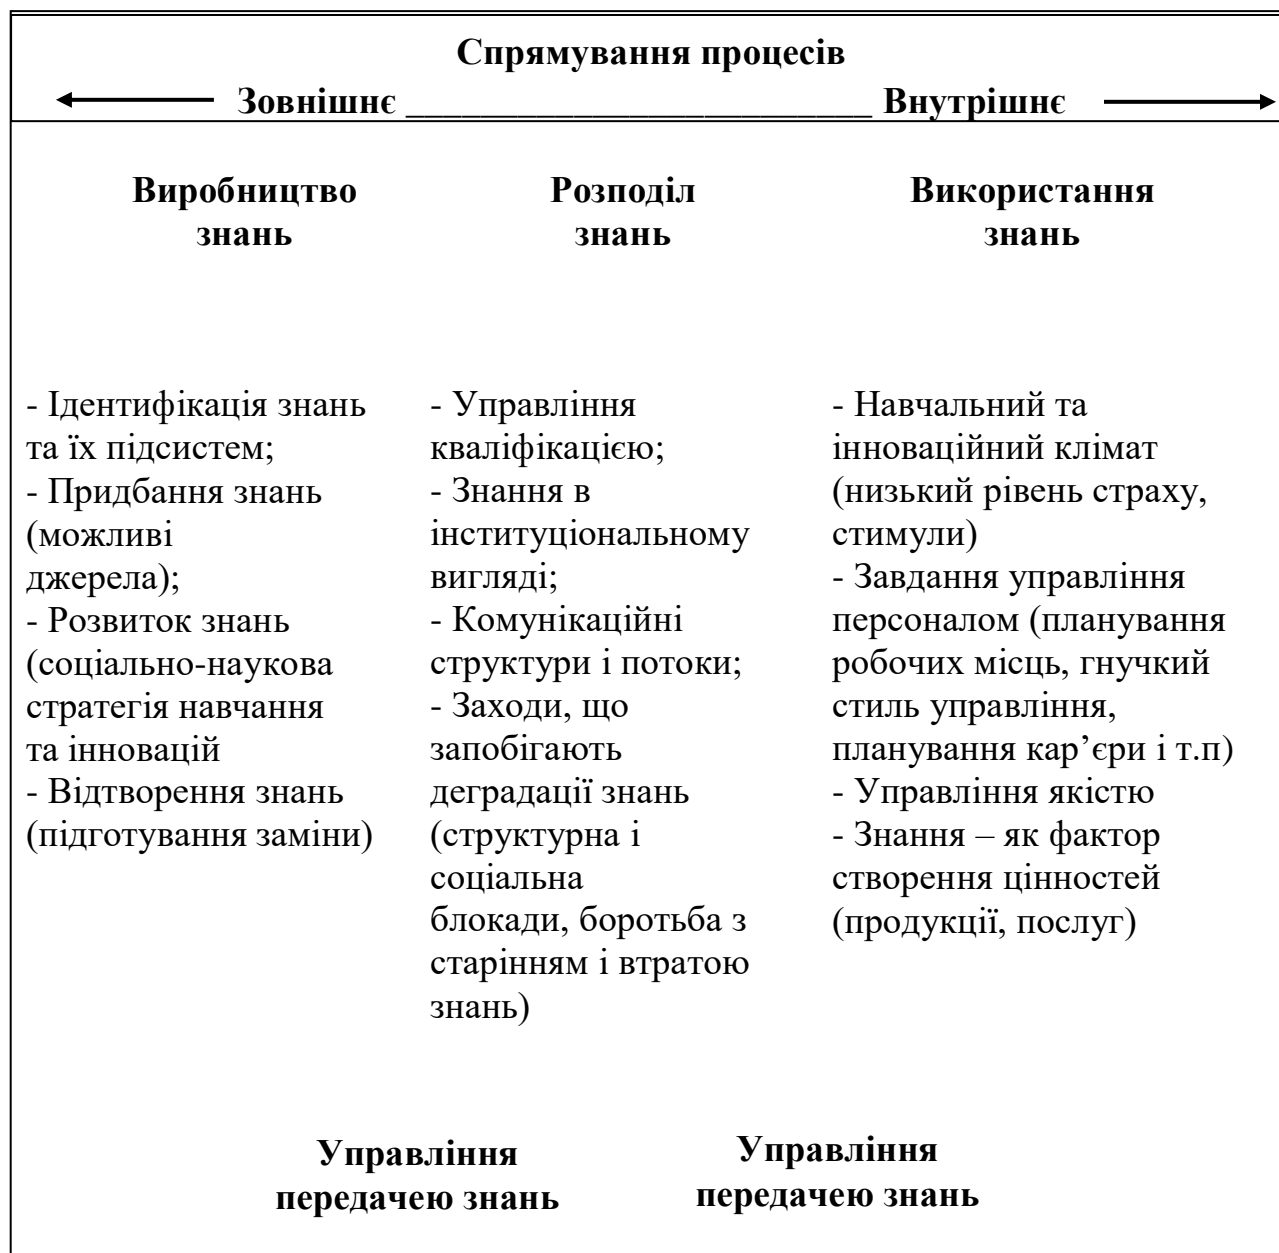 Спрямування процесів
Зовнішнє _________________________ Внутрішнє
Виробництво
знань
Розподіл
знань
Використання
знань
- Ідентифікація знань
та їх підсистем;
- Придбання знань
(можливі
джерела);
- Розвиток знань
(соціально-наукова
стратегія навчання
та інновацій
- Відтворення знань
(підготування заміни)
- Управління
кваліфікацією;
- Знання в
інституціональному
вигляді;
- Комунікаційні
структури і потоки;
- Заходи, що
запобігають
деградації знань
(структурна і
соціальна
блокади, боротьба з
старінням і втратою
знань)
- Навчальний та
інноваційний клімат
(низький рівень страху,
стимули)
- Завдання управління
персоналом (планування
робочих місць, гнучкий
стиль управління,
планування кар’єри і т.п)
- Управління якістю
- Знання – як фактор
створення цінностей
(продукції, послуг)
Управління
передачею знань
Управління
передачею знань